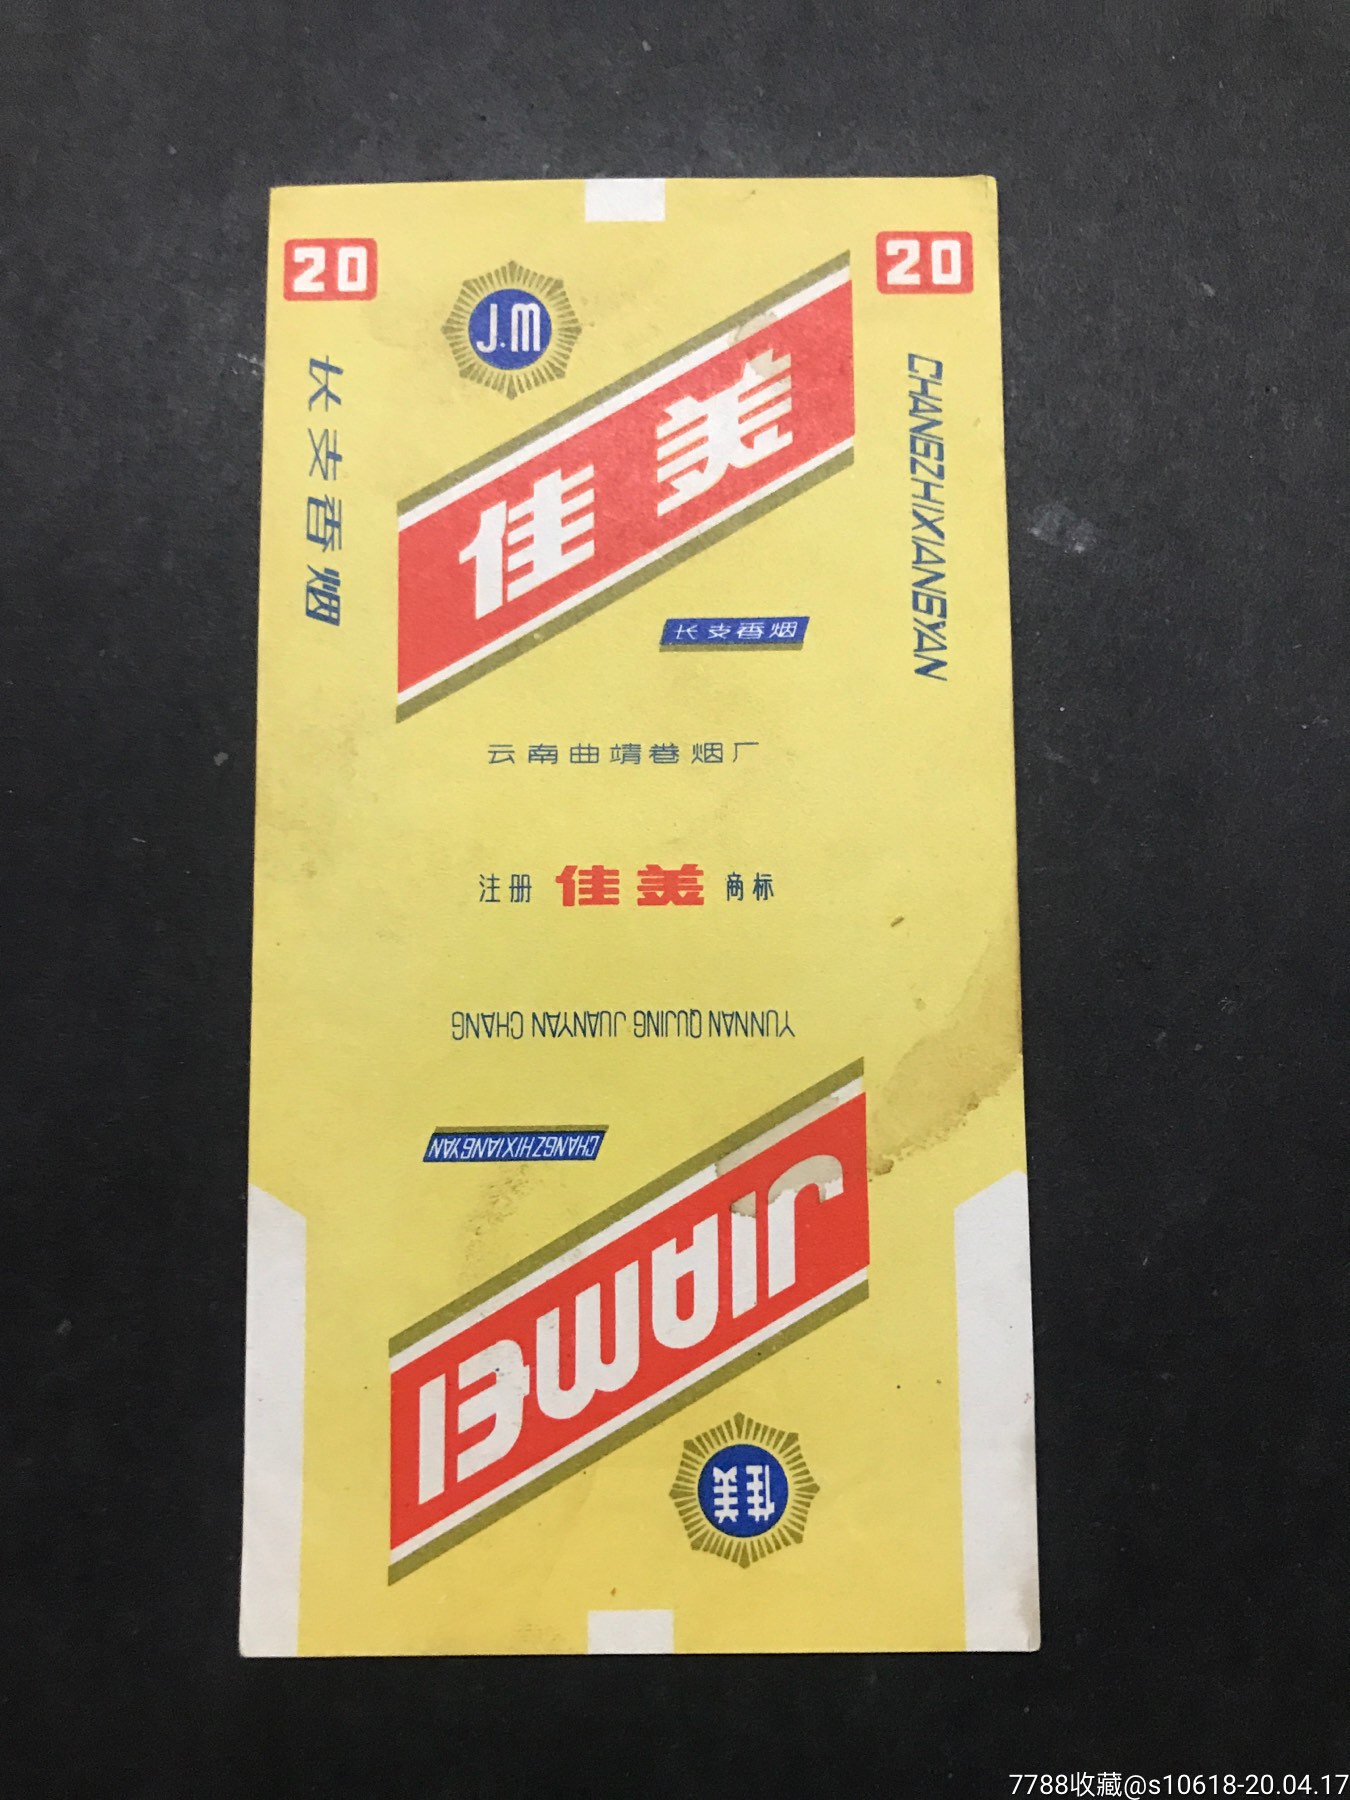 20
20
J.M
佳美
长支香烟
CHANGZHIXIANGYAN
长支香烟
云南曲靖卷烟厂
注册 佳美 商标
YUNNAN QUJING JUANYAN CHANG
CHANGZHIXIANGYAN
JIAMEI
佳美
7788收藏@s10618-20.04.17